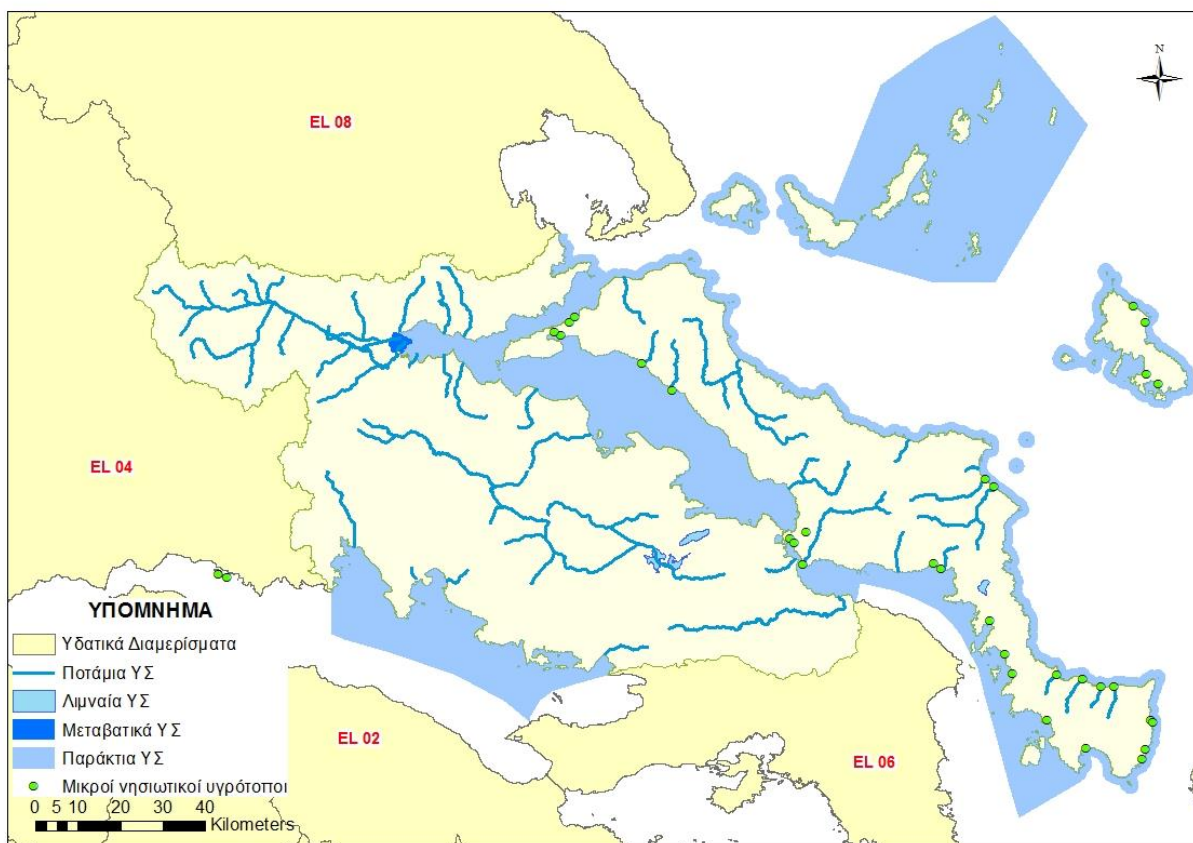 N
EL 08
EL 04
EL 02
EL 06
ΥΠΟΜΝΗΜΑ
Υδατικά Διαμερίσματα
Ποτάμια ΥΣ
Λιμναία ΥΣ
Μεταβατικά ΥΣ
Παράκτια ΥΣ
Μικροί νησιωτικοί υγρότοποι
0 5 10 20 30 40
Kilometers